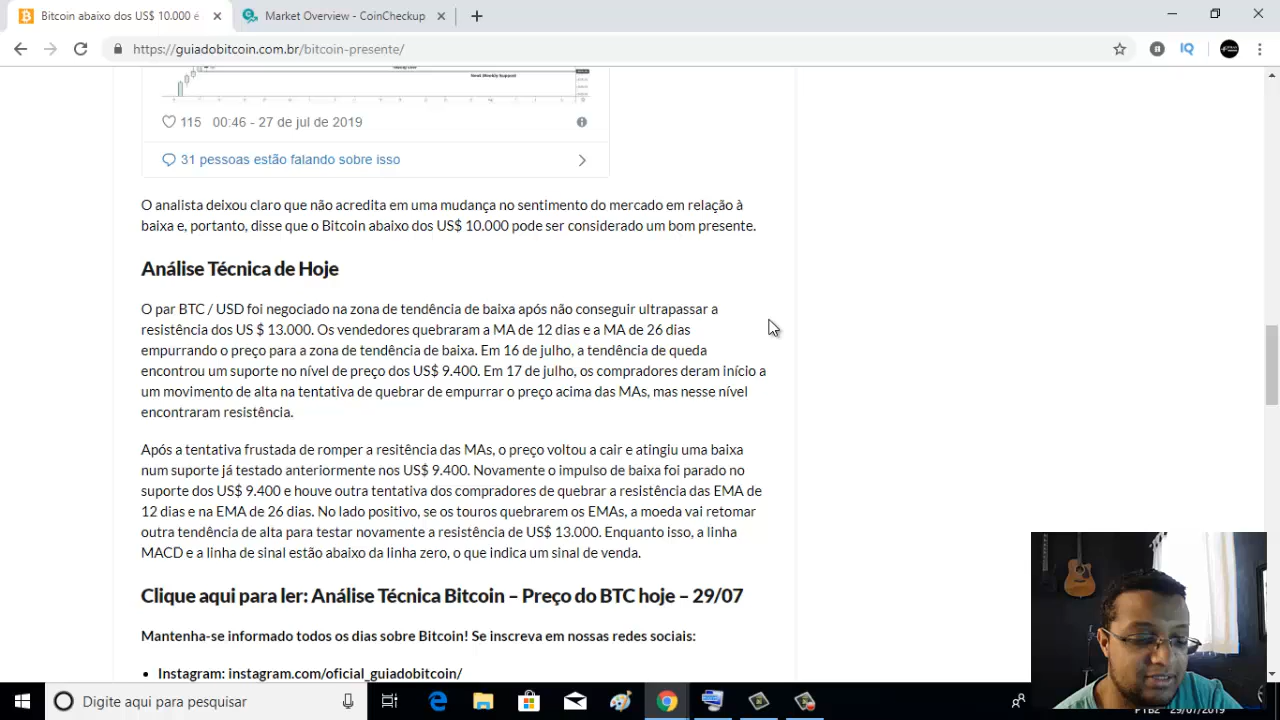 Bitcoin abaixo dos US$ 10.000 é
Market Overview - CoinCheckup
https://guiadobitcoin.com.br/bitcoin-presente/
IQ
115 00:46 - 27 de jul de 2019
31 pessoas estão falando sobre isso
O analista deixou claro que não acredita em uma mudança no sentimento do mercado em relação à
baixa e, portanto, disse que o Bitcoin abaixo dos US$ 10.000 pode ser considerado um bom presente.
Análise Técnica de Hoje
O par BTC / USD foi negociado na zona de tendência de baixa após não conseguir ultrapassar a
resistência dos US $ 13.000. Os vendedores quebraram a MA de 12 dias e a MA de 26 dias
empurrando o preço para a zona de tendência de baixa. Em 16 de julho, a tendência de queda
encontrou um suporte no nível de preço dos US$ 9.400. Em 17 de julho, os compradores deram início a
um movimento de alta na tentativa de quebrar de empurrar o preço acima das MAs, mas nesse nível
encontraram resistência.
Após a tentativa frustada de romper a resitência das MAs, o preço voltou a cair e atingiu uma baixa
num suporte já testado anteriormente nos US$ 9.400. Novamente o impulso de baixa foi parado no
suporte dos US$ 9.400 e houve outra tentativa dos compradores de quebrar a resistência das EMA de
12 dias e na EMA de 26 dias. No lado positivo, se os touros quebrarem os EMAs, a moeda vai retomar
outra tendência de alta para testar novamente a resistência de US$ 13.000. Enquanto isso, a linha
MACD e a linha de sinal estão abaixo da linha zero, o que indica um sinal de venda.
Clique aqui para ler: Análise Técnica Bitcoin – Preço do BTC hoje – 29/07
Mantenha-se informado todos os dias sobre Bitcoin! Se inscreva em nossas redes sociais:
Instagram: instagram.com/oficial_guiadobitcoin/
Digite aqui para pesquisar
PTB2 29/07/2019